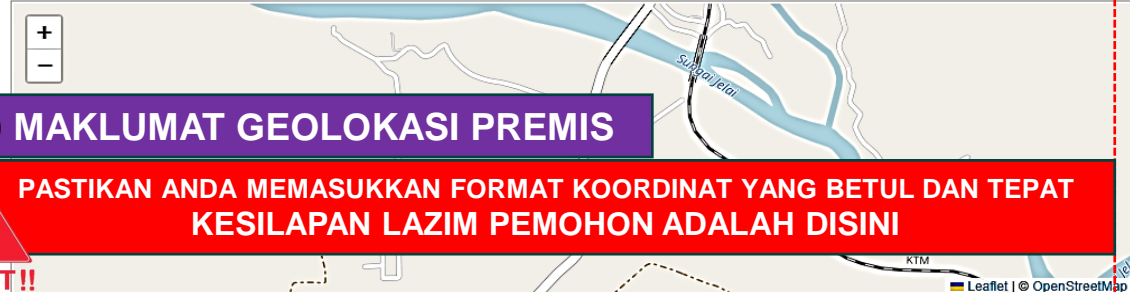 +
−
Sungai Jelai
MAKLUMAT GEOLOKASI PREMIS
PASTIKAN ANDA MEMASUKKAN FORMAT KOORDINAT YANG BETUL DAN TEPAT
KESILAPAN LAZIM PEMOHON ADALAH DISINI
KTM
T!!
Leaflet | © OpenStreetMap